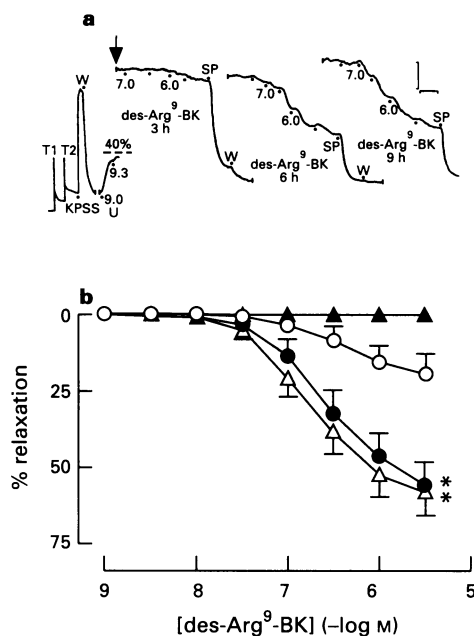 a
W
T1 T2
KPSS
40%
9.3
9.0
U
7.0 6.0 SP
des-Arg⁹-BK
3 h
W
7.0
6.0
SP
des-Arg⁹-BK
6 h
W
7.0
6.0
SP
des-Arg⁹-BK
9 h
b
0
25
50
75
% relaxation
*
*
9 8 7 6 5
[des-Arg⁹-BK] (–log M)